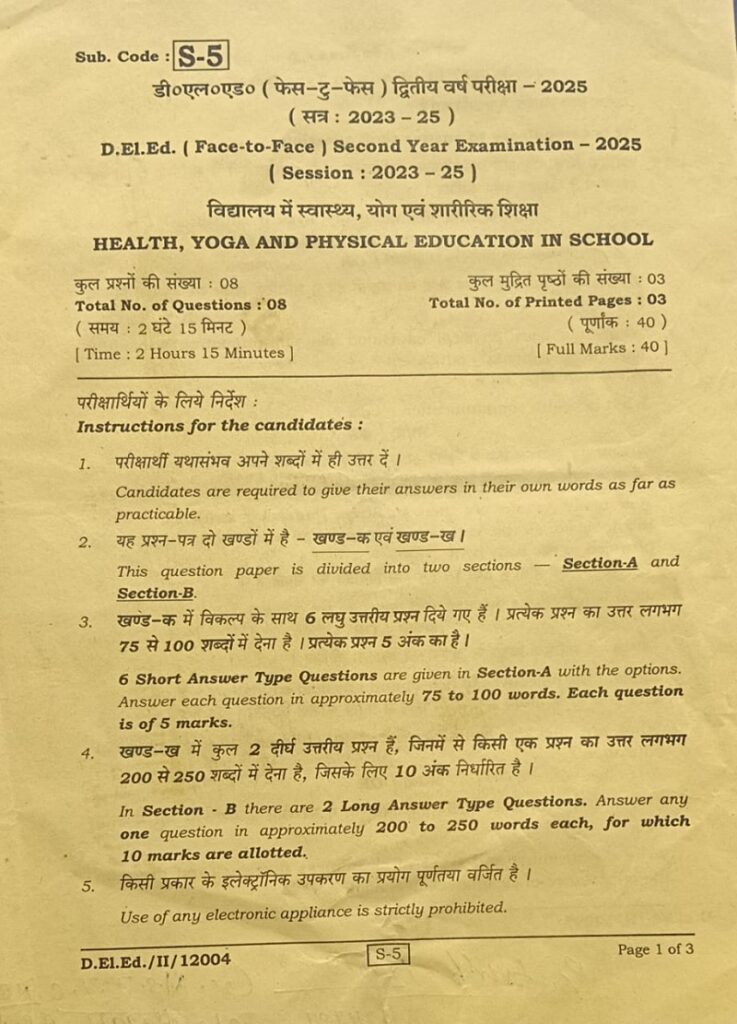 Sub. Code : S-5
डी०एल०एड० ( फेस-टु-फेस ) द्वितीय वर्ष परीक्षा – 2025
( सत्र : 2023 – 25 )
D.El.Ed. ( Face-to-Face ) Second Year Examination – 2025
( Session : 2023 – 25 )
विद्यालय में स्वास्थ्य, योग एवं शारीरिक शिक्षा
HEALTH, YOGA AND PHYSICAL EDUCATION IN SCHOOL
कुल प्रश्नों की संख्या : 08 कुल मुद्रित पृष्ठों की संख्या : 03
Total No. of Questions : 08 Total No. of Printed Pages : 03
( समय : 2 घंटे 15 मिनट ) ( पूर्णांक : 40 )
[ Time : 2 Hours 15 Minutes ] [ Full Marks : 40 ]
परीक्षार्थियों के लिये निर्देश :
Instructions for the candidates :
1. परीक्षार्थी यथासंभव अपने शब्दों में ही उत्तर दें ।
Candidates are required to give their answers in their own words as far as
practicable.
2. यह प्रश्न-पत्र दो खण्डों में है – खण्ड-क एवं खण्ड-ख ।
This question paper is divided into two sections — Section-A and
Section-B.
3. खण्ड-क में विकल्प के साथ 6 लघु उत्तरीय प्रश्न दिये गए हैं । प्रत्येक प्रश्न का उत्तर लगभग
75 से 100 शब्दों में देना है । प्रत्येक प्रश्न 5 अंक का है ।
6 Short Answer Type Questions are given in Section-A with the options.
Answer each question in approximately 75 to 100 words. Each question
is of 5 marks.
4. खण्ड-ख में कुल 2 दीर्घ उत्तरीय प्रश्न हैं, जिनमें से किसी एक प्रश्न का उत्तर लगभग
200 से 250 शब्दों में देना है, जिसके लिए 10 अंक निर्धारित है ।
In Section - B there are 2 Long Answer Type Questions. Answer any
one question in approximately 200 to 250 words each, for which
10 marks are allotted.
5. किसी प्रकार के इलेक्ट्रॉनिक उपकरण का प्रयोग पूर्णतया वर्जित है ।
Use of any electronic appliance is strictly prohibited.
D.El.Ed./II/12004 S-5 Page 1 of 3